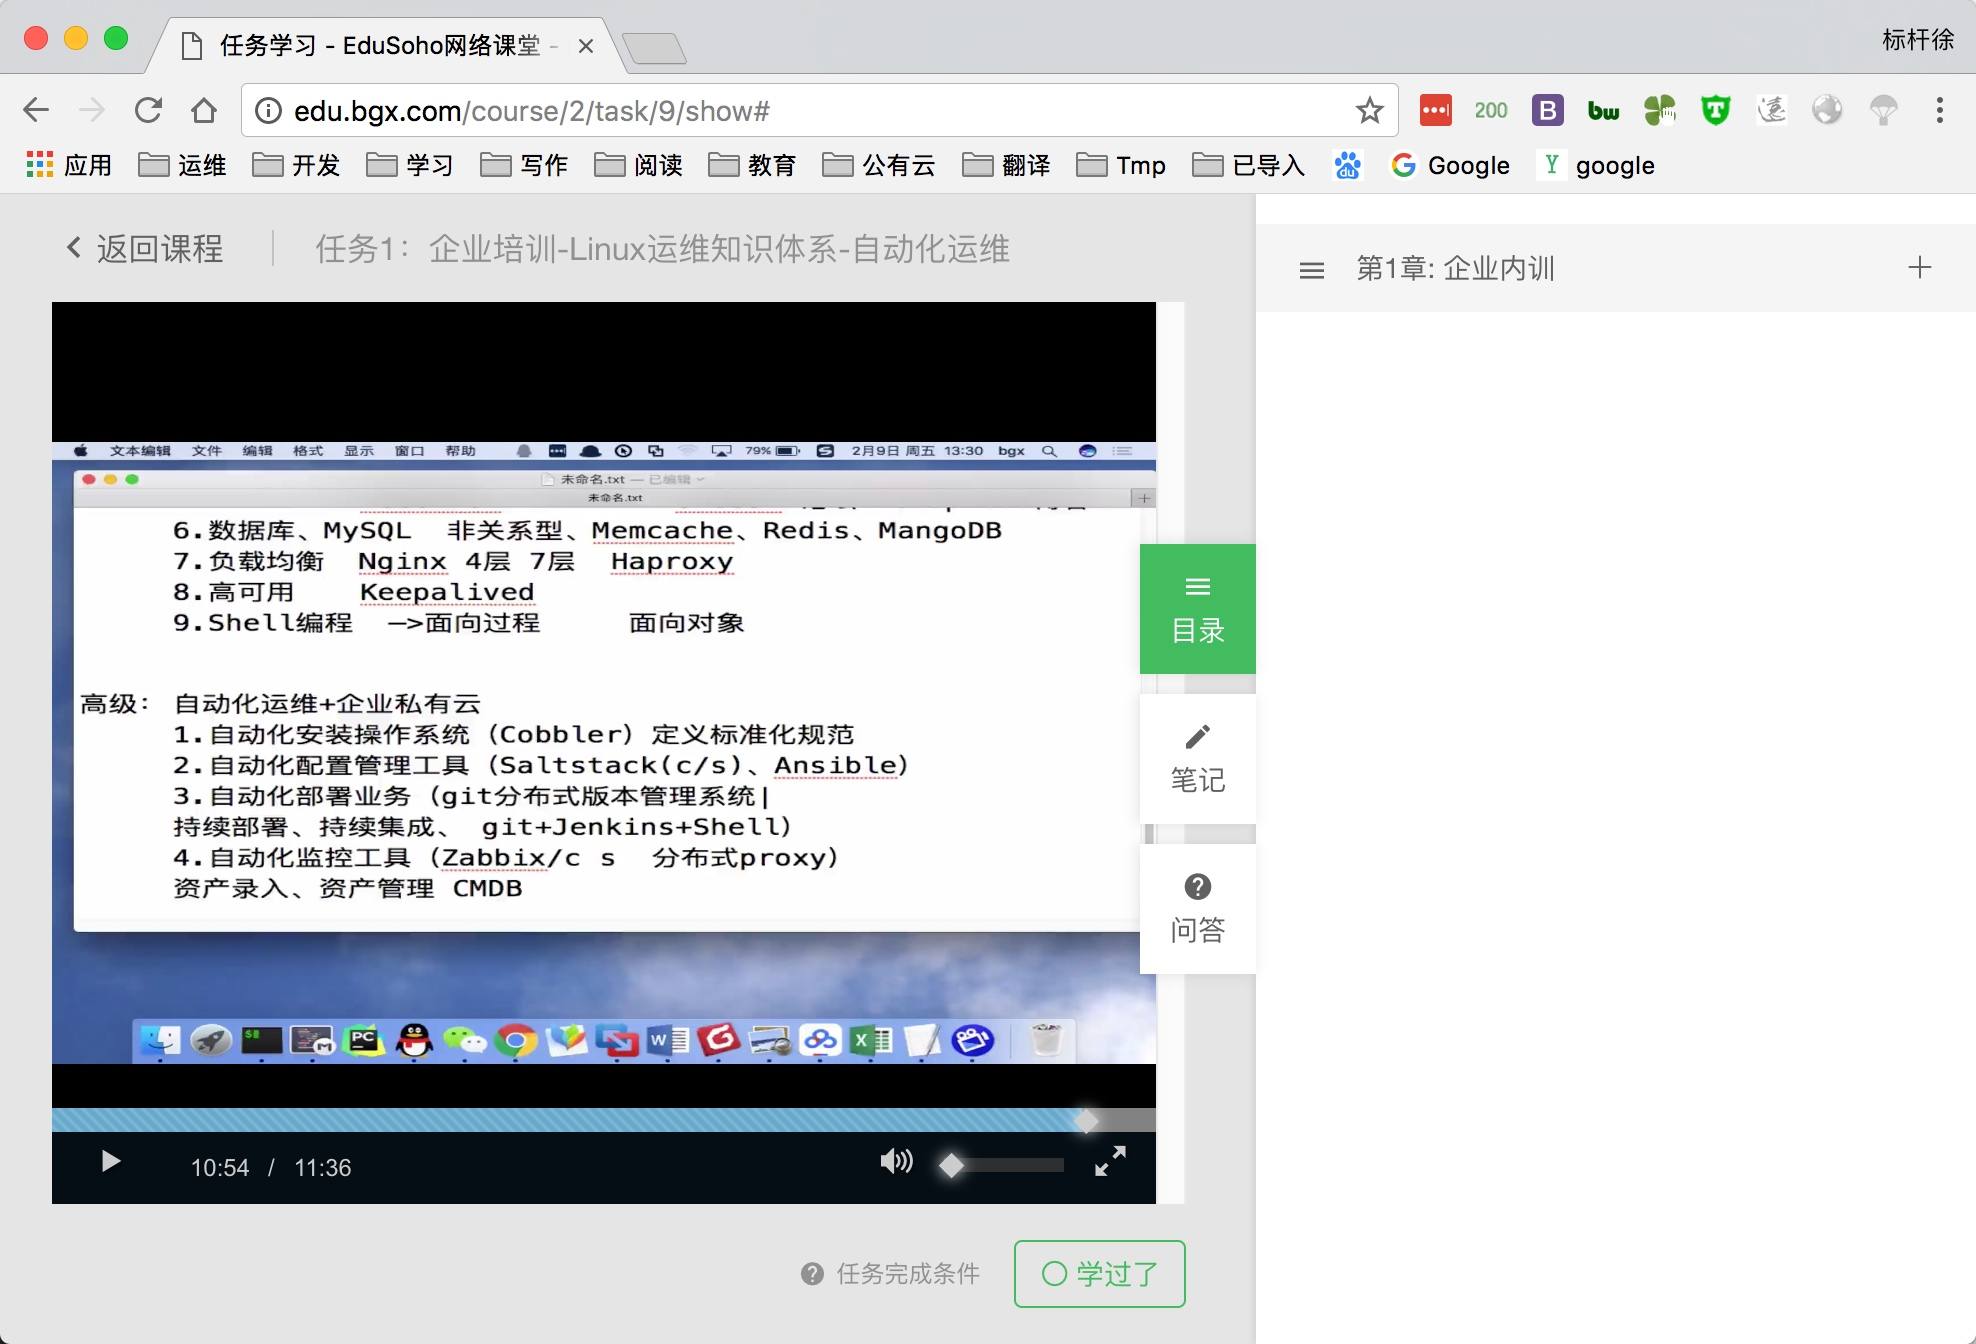 任务学习 - EduSoho网络课堂 -
标杆徐
edu.bgx.com/course/2/task/9/show#
200
B
bw
T
应用 运维 开发 学习 写作 阅读 教育 公有云 翻译 Tmp 已导入 du Google Y google
返回课程 任务1：企业培训-Linux运维知识体系-自动化运维
第1章: 企业内训
文本编辑 文件 编辑 格式 显示 窗口 帮助 79% 2月9日 周五 13:30 bgx
未命名.txt — 已编辑
未命名.txt
6.数据库、MySQL 非关系型、Memcache、Redis、MangoDB
7.负载均衡 Nginx 4层 7层 Haproxy
8.高可用 Keepalived
9.Shell编程 —>面向过程 面向对象
高级： 自动化运维+企业私有云
1.自动化安装操作系统（Cobbler）定义标准化规范
2.自动化配置管理工具（Saltstack(c/s)、Ansible）
3.自动化部署业务（git分布式版本管理系统|
持续部署、持续集成、 git+Jenkins+Shell）
4.自动化监控工具（Zabbix/c s 分布式proxy）
资产录入、资产管理 CMDB
目录
笔记
问答
PC
W
X
10:54 / 11:36
任务完成条件
学过了